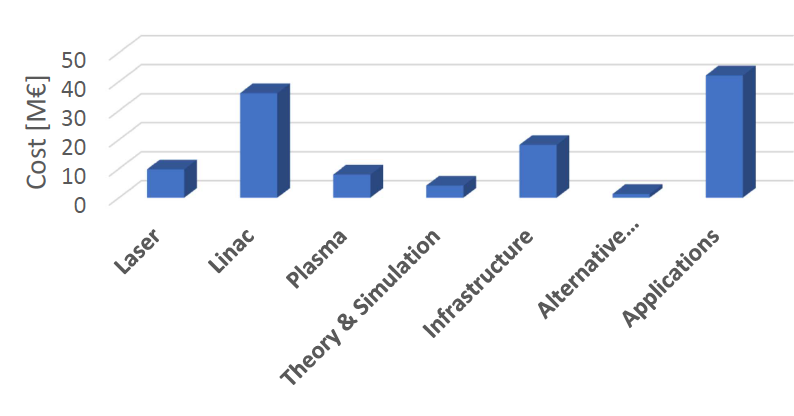 Cost [M€]
50
40
30
20
10
0
Laser
Linac
Plasma
Theory & Simulation
Infrastructure
Alternative...
Applications